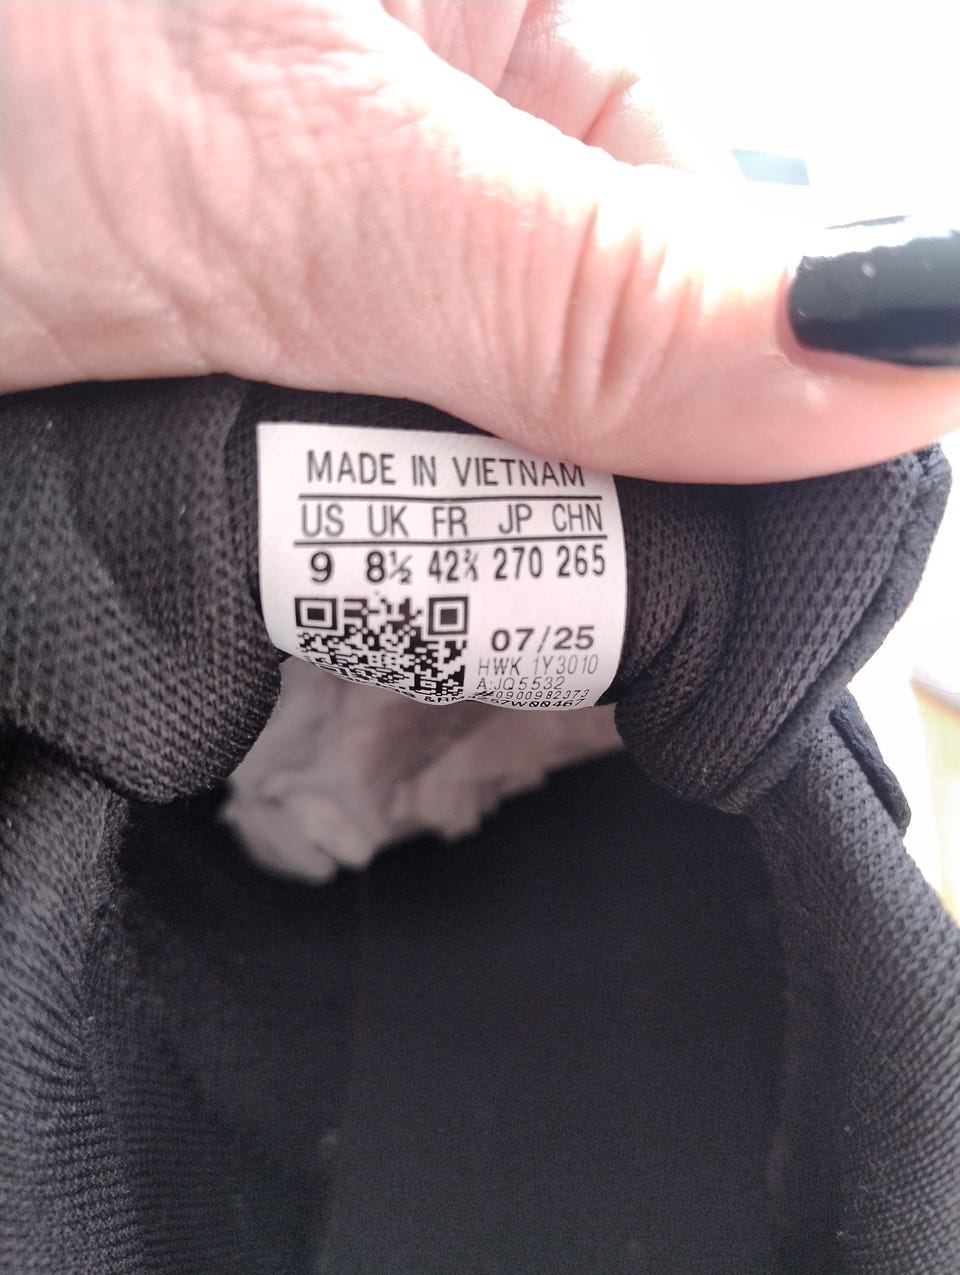 MADE IN VIETNAM
US UK FR JP CHN
9 8½ 42⅔ 270 265
07/25
HWK 1Y3010
A:JQ5532